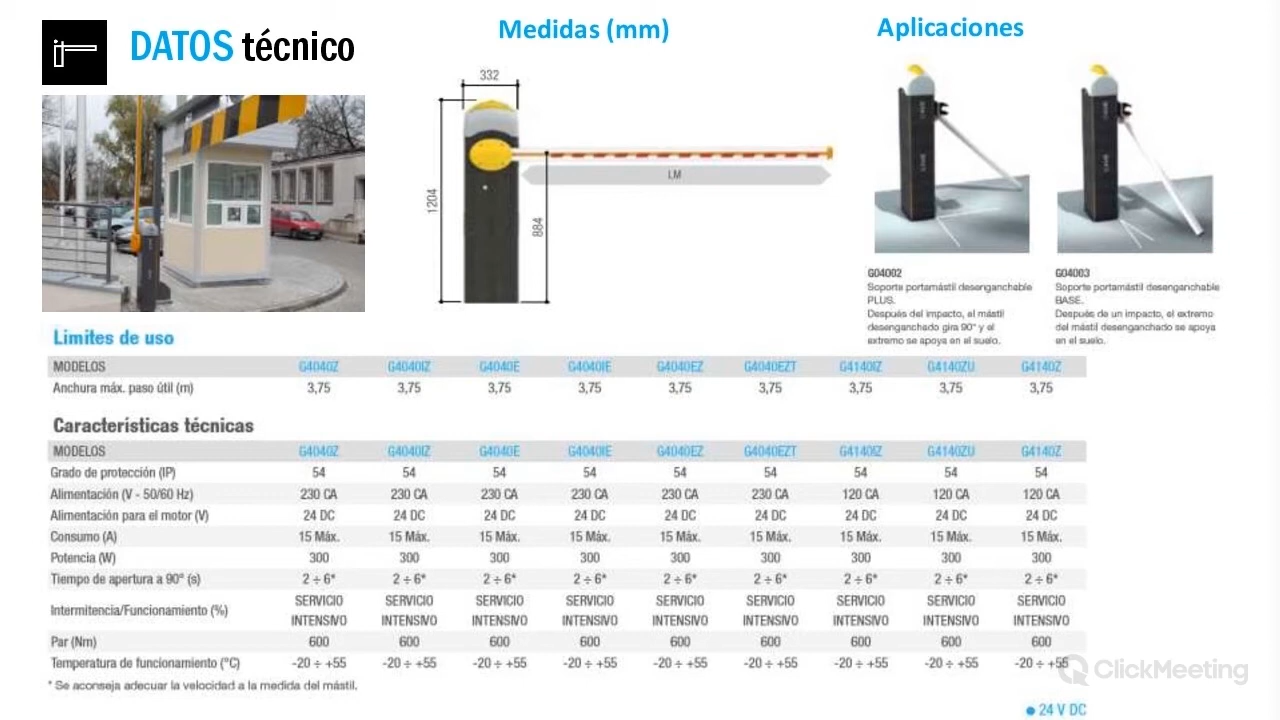 DATOS técnico
Medidas (mm)
Aplicaciones
332
1204
884
LM
G04002
Soporte portamástil desenganchable
PLUS.
Después del impacto, el mástil
desenganchado gira 90° y el
extremo se apoya en el suelo.
G04003
Soporte portamástil desenganchable
BASE.
Después de un impacto, el extremo
del mástil desenganchado se apoya
en el suelo.
Limites de uso
MODELOS G4040Z G4040IZ G4040E G4040IE G4040EZ G4040EZT G4140IZ G4140ZU G4140Z
Anchura máx. paso útil (m) 3,75 3,75 3,75 3,75 3,75 3,75 3,75 3,75 3,75
Características técnicas
MODELOS G4040Z G4040IZ G4040E G4040IE G4040EZ G4040EZT G4140IZ G4140ZU G4140Z
Grado de protección (IP) 54 54 54 54 54 54 54 54 54
Alimentación (V - 50/60 Hz) 230 CA 230 CA 230 CA 230 CA 230 CA 230 CA 120 CA 120 CA 120 CA
Alimentación para el motor (V) 24 DC 24 DC 24 DC 24 DC 24 DC 24 DC 24 DC 24 DC 24 DC
Consumo (A) 15 Máx. 15 Máx. 15 Máx. 15 Máx. 15 Máx. 15 Máx. 15 Máx. 15 Máx. 15 Máx.
Potencia (W) 300 300 300 300 300 300 300 300 300
Tiempo de apertura a 90° (s) 2 ÷ 6* 2 ÷ 6* 2 ÷ 6* 2 ÷ 6* 2 ÷ 6* 2 ÷ 6* 2 ÷ 6* 2 ÷ 6* 2 ÷ 6*
Intermitencia/Funcionamiento (%) SERVICIO INTENSIVO SERVICIO INTENSIVO SERVICIO INTENSIVO SERVICIO INTENSIVO SERVICIO INTENSIVO SERVICIO INTENSIVO SERVICIO INTENSIVO SERVICIO INTENSIVO SERVICIO INTENSIVO
Par (Nm) 600 600 600 600 600 600 600 600 600
Temperatura de funcionamiento (°C) -20 ÷ +55 -20 ÷ +55 -20 ÷ +55 -20 ÷ +55 -20 ÷ +55 -20 ÷ +55 -20 ÷ +55 -20 ÷ +55 -20 ÷ +55
* Se aconseja adecuar la velocidad a la medida del mástil.
ClickMeeting
● 24 V DC